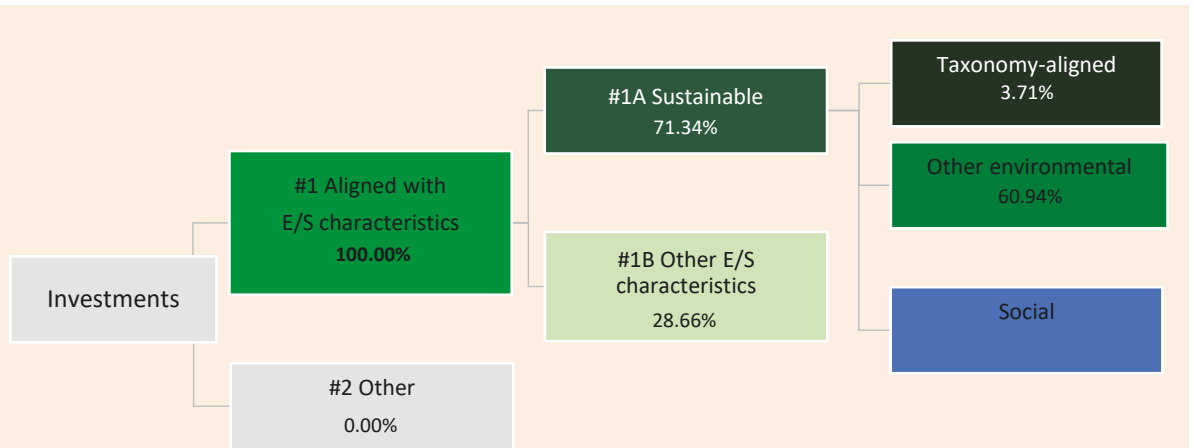 Investments
#1 Aligned with
E/S characteristics
100.00%
#2 Other
0.00%
#1A Sustainable
71.34%
#1B Other E/S
characteristics
28.66%
Taxonomy-aligned
3.71%
Other environmental
60.94%
Social